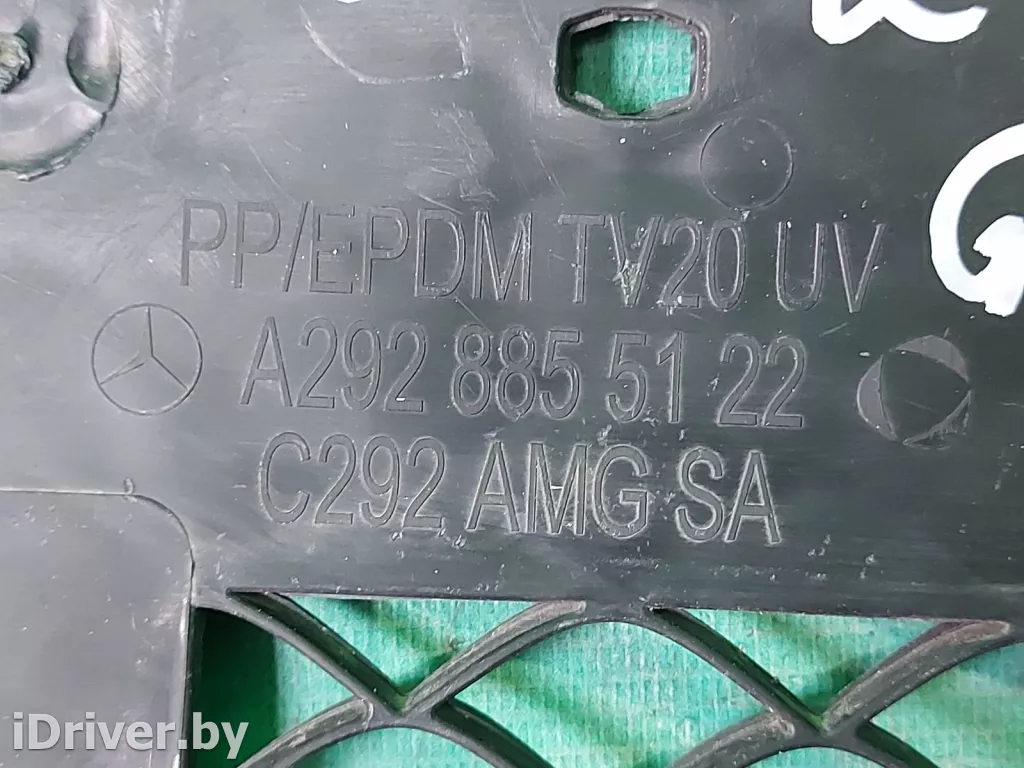 PP/EPDM TV20 UV
A292 885 51 22
C292 AMG SA
iDriver.by